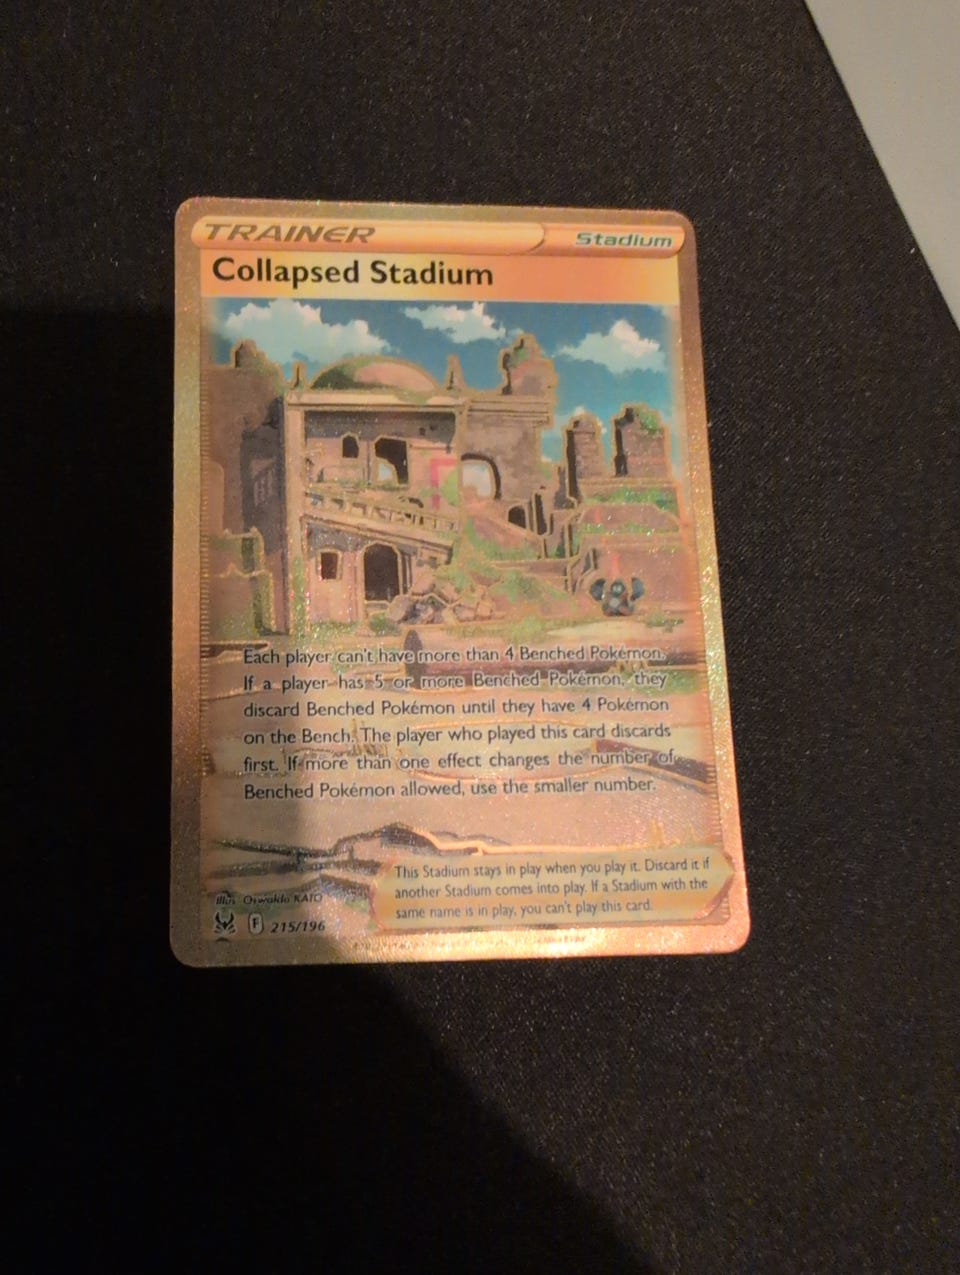 TRAINER
Stadium
Collapsed Stadium
Each player can't have more than 4 Benched Pokémon.
If a player has 5 or more Benched Pokémon, they
discard Benched Pokémon until they have 4 Pokémon
on the Bench. The player who played this card discards
first. If more than one effect changes the number of
Benched Pokémon allowed, use the smaller number.
This Stadium stays in play when you play it. Discard it if
another Stadium comes into play. If a Stadium with the
same name is in play, you can't play this card.
Illus. Oswaldo KATO
F 215/196